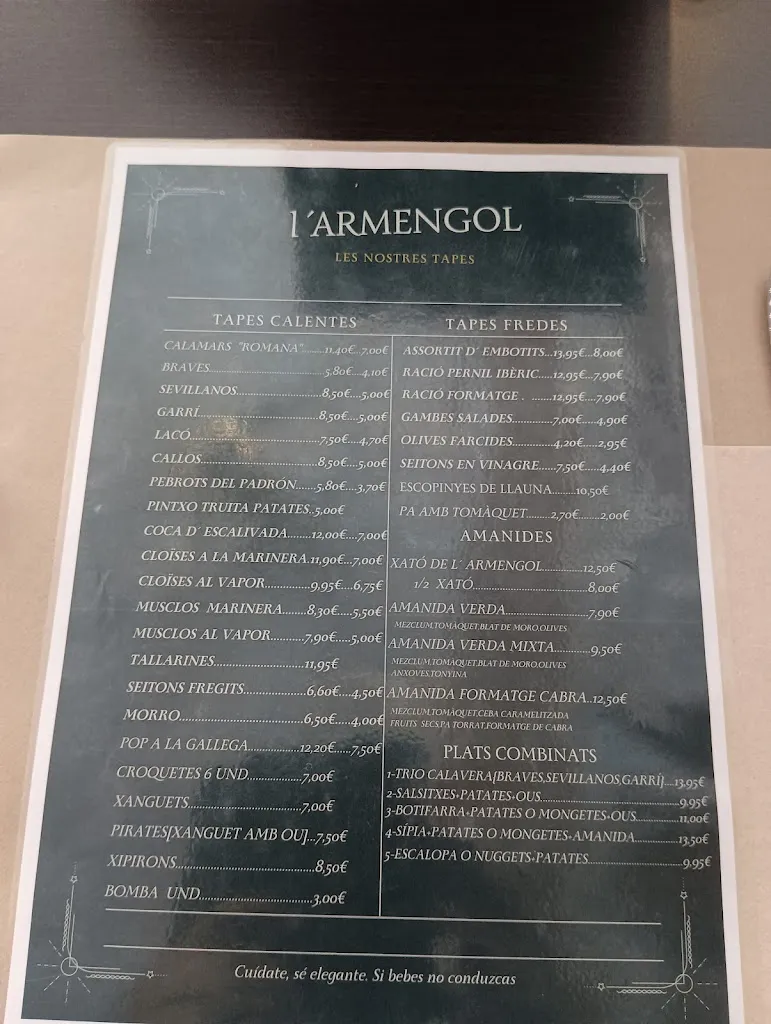 l´ARMENGOL
LES NOSTRES TAPES
TAPES CALENTES
CALAMARS "ROMANA"........11,40€...7,00€
BRAVES..............................5,80€....4,10€
SEVILLANOS.....................8,50€.....5,00€
GARRÍ................................8,50€.....5,00€
LACÓ.................................7,50€....4,70€
CALLOS..............................8,50€....5,00€
PEBROTS DEL PADRÓN.......5,80€....3,70€
PINTXO TRUITA PATATES..5,00€
COCA D´ ESCALIVADA........12,00€....7,00€
CLOÏSES A LA MARINERA.11,90€...7,00€
CLOÏSES AL VAPOR.............9,95€....6,75€
MUSCLOS MARINERA.......8,30€.....5,50€
MUSCLOS AL VAPOR.........7,90€.....5,00€
TALLARINES........................11,95€
SEITONS FREGITS................6,60€....4,50€
MORRO................................6,50€.....4,00€
POP A LA GALLEGA.............12,20€.....7,50€
CROQUETES 6 UND..............7,00€
XANGUETS.............................7,00€
PIRATES[XANGUET AMB OU]...7,50€
XIPIRONS...................................8,50€
BOMBA UND.............................3,00€
TAPES FREDES
ASSORTIT D´ EMBOTITS...13,95€...8,00€
RACIÓ PERNIL IBÈRIC.....12,95€...7,90€
RACIÓ FORMATGE . .......12,95€....7,90€
GAMBES SALADES...........7,00€.....4,90€
OLIVES FARCIDES............4,20€....2,95€
SEITONS EN VINAGRE......7,50€....4,40€
ESCOPINYES DE LLAUNA........10,50€
PA AMB TOMÀQUET.........2,70€......2,00€
AMANIDES
XATÓ DE L´ ARMENGOL...............12,50€
1/2 XATÓ..............................8,00€
AMANIDA VERDA......................7,90€
MEZCLUM,TOMÀQUET,BLAT DE MORO,OLIVES
AMANIDA VERDA MIXTA............9,50€
MEZCLUM,TOMÀQUET,BLAT DE MORO,OLIVES
ANXOVES,TONYINA
AMANIDA FORMATGE CABRA..12,50€
MEZCLUM,TOMÀQUET,CEBA CARAMELITZADA
FRUITS SECS,PA TORRAT,FORMATGE DE CABRA
PLATS COMBINATS
1-TRIO CALAVERA[BRAVES,SEVILLANOS,GARRÍ]...13,95€
2-SALSITXES+PATATES+OUS...............................9,95€
3-BOTIFARRA+PATATES O MONGETES+OUS..........11,00€
4-SÍPIA+PATATES O MONGETES+AMANIDA............13,50€
5-ESCALOPA O NUGGETS+PATATES........................9,95€
Cuídate, sé elegante. Si bebes no conduzcas